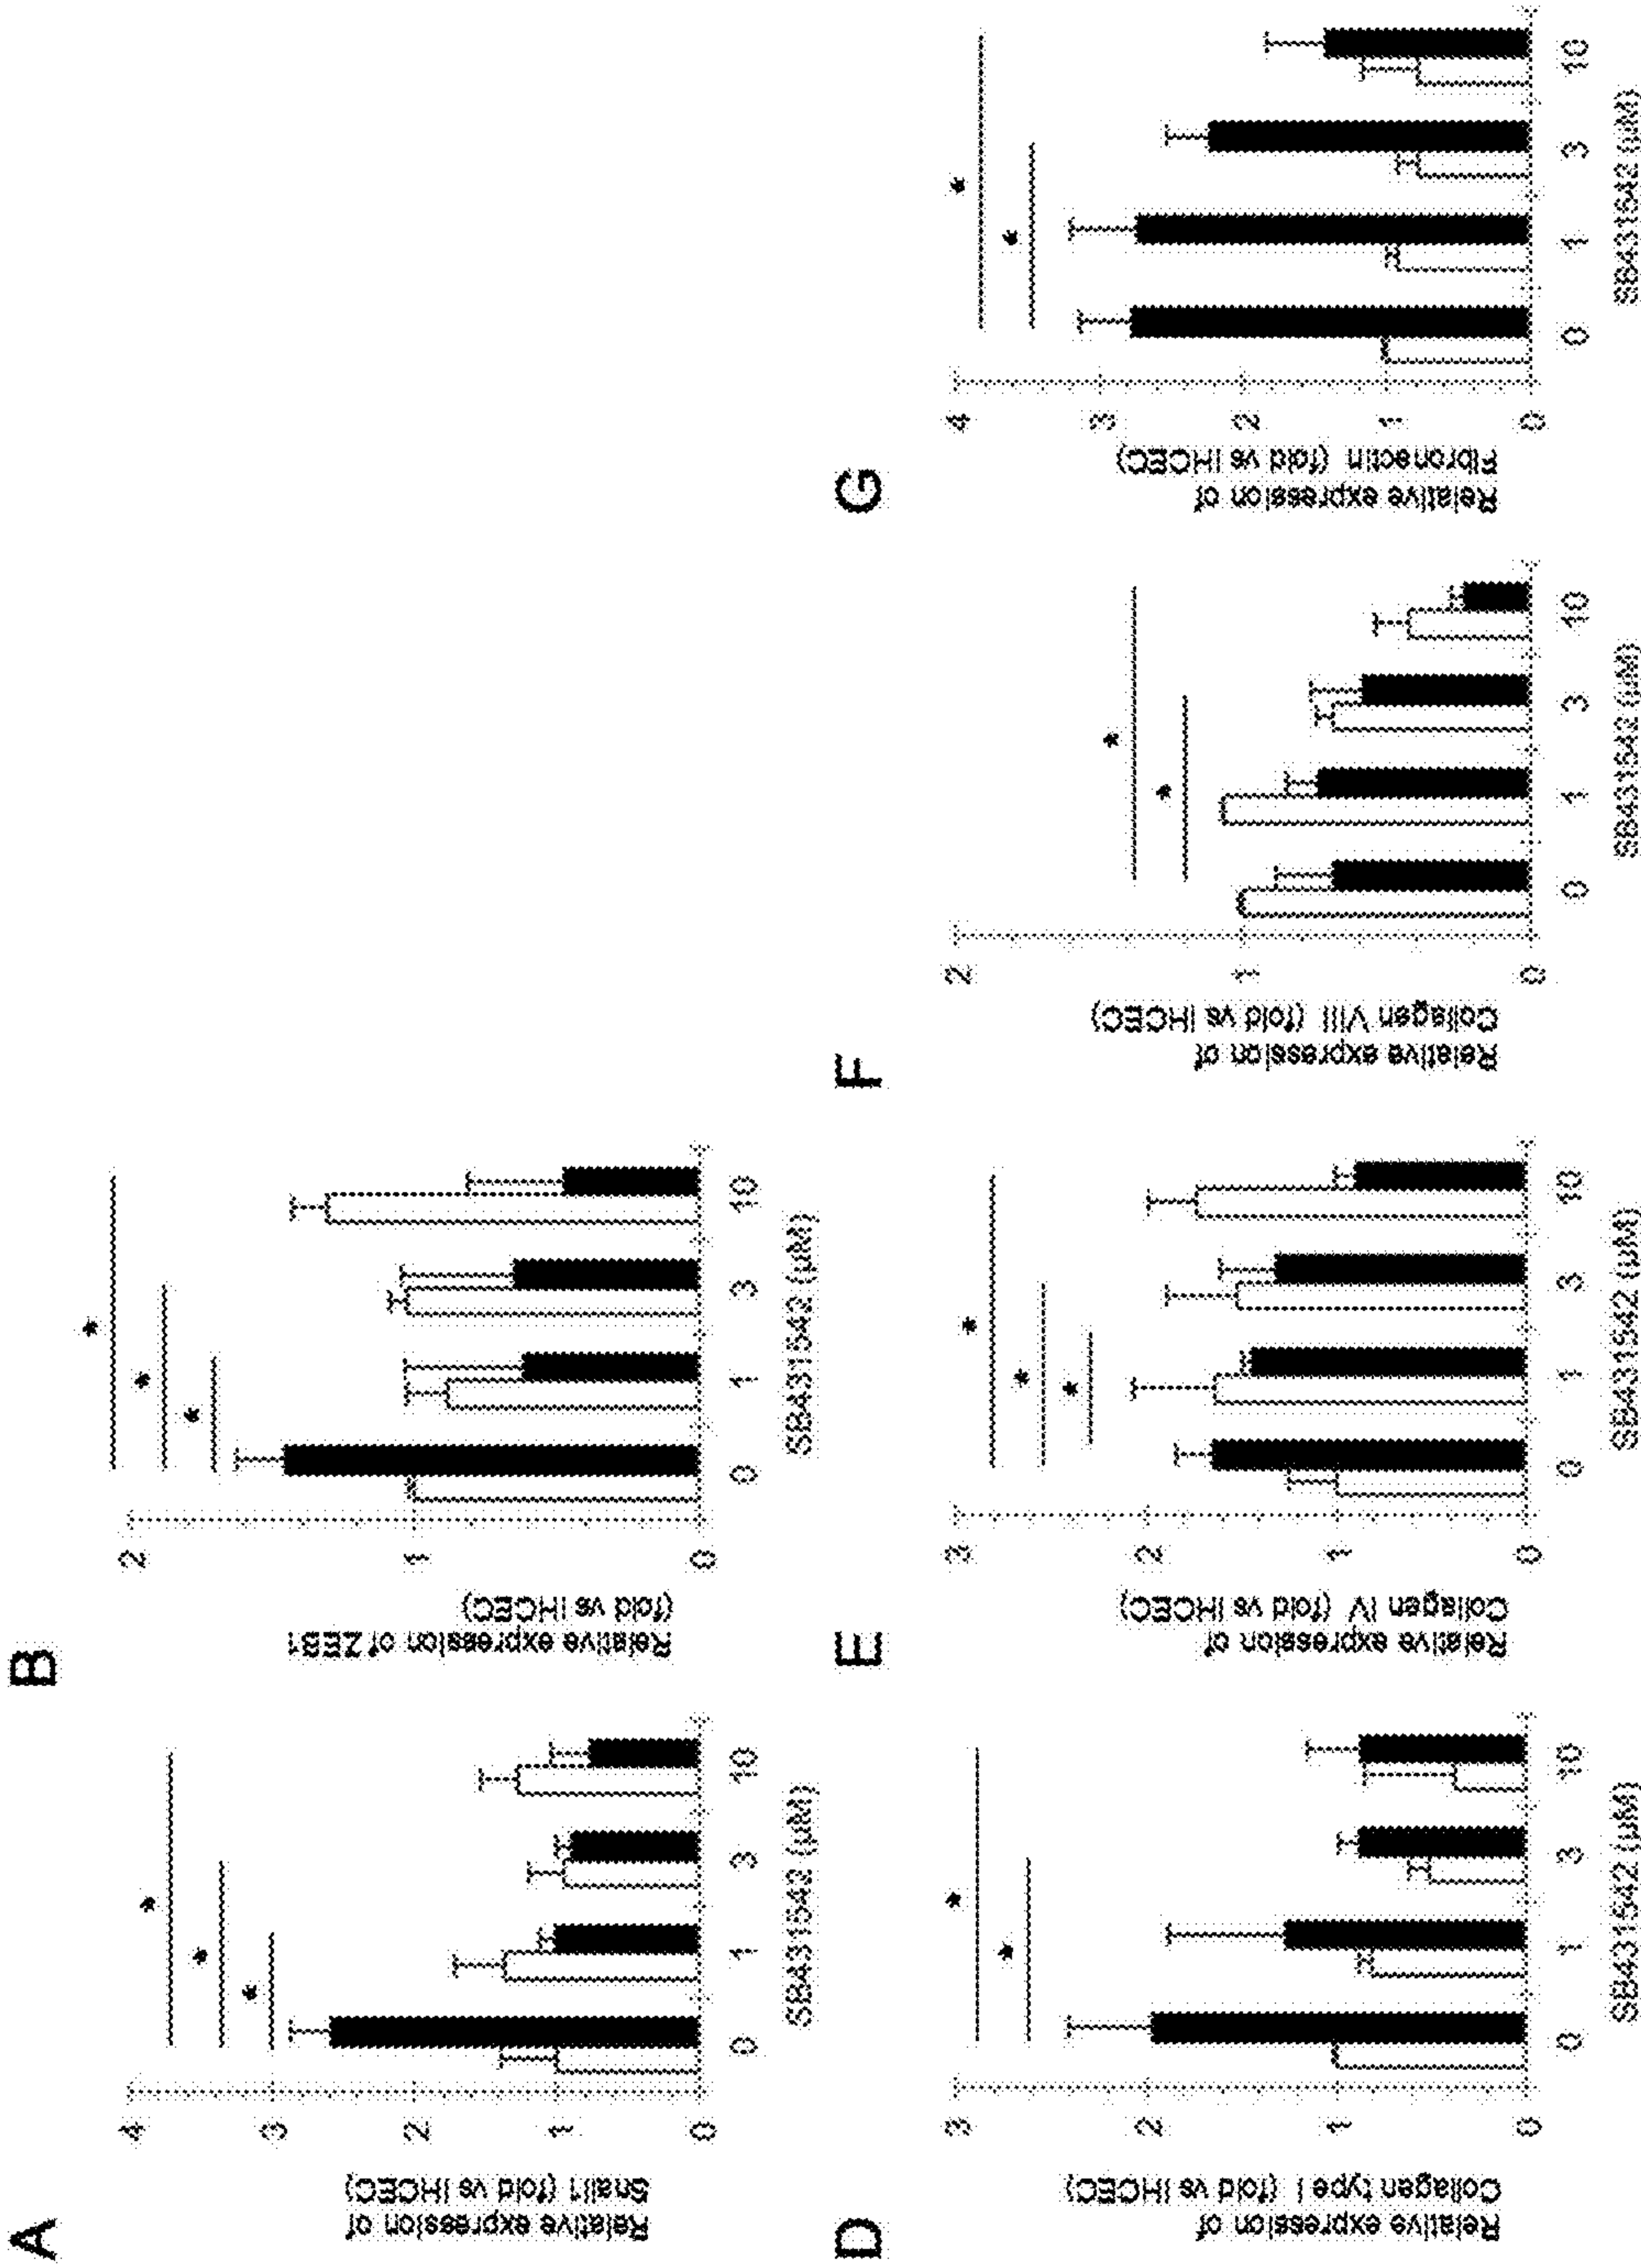 A
Relative expression of
Snail1 (fold vs iHCEC)
4
3
2
1
0
*
*
*
0 1 3 10
SB431542 (μM)
B
Relative expression of ZEB1
(fold vs iHCEC)
2
1
0
*
*
*
0 1 3 10
SB431542 (μM)
D
Relative expression of
Collagen type I (fold vs iHCEC)
3
2
1
0
*
*
0 1 3 10
SB431542 (μM)
E
Relative expression of
Collagen IV (fold vs iHCEC)
3
2
1
0
*
*
*
0 1 3 10
SB431542 (μM)
F
Relative expression of
Collagen VIII (fold vs iHCEC)
2
1
0
*
*
0 1 3 10
SB431542 (μM)
G
Relative expression of
Fibronectin (fold vs iHCEC)
4
3
2
1
0
*
*
0 1 3 10
SB431542 (μM)